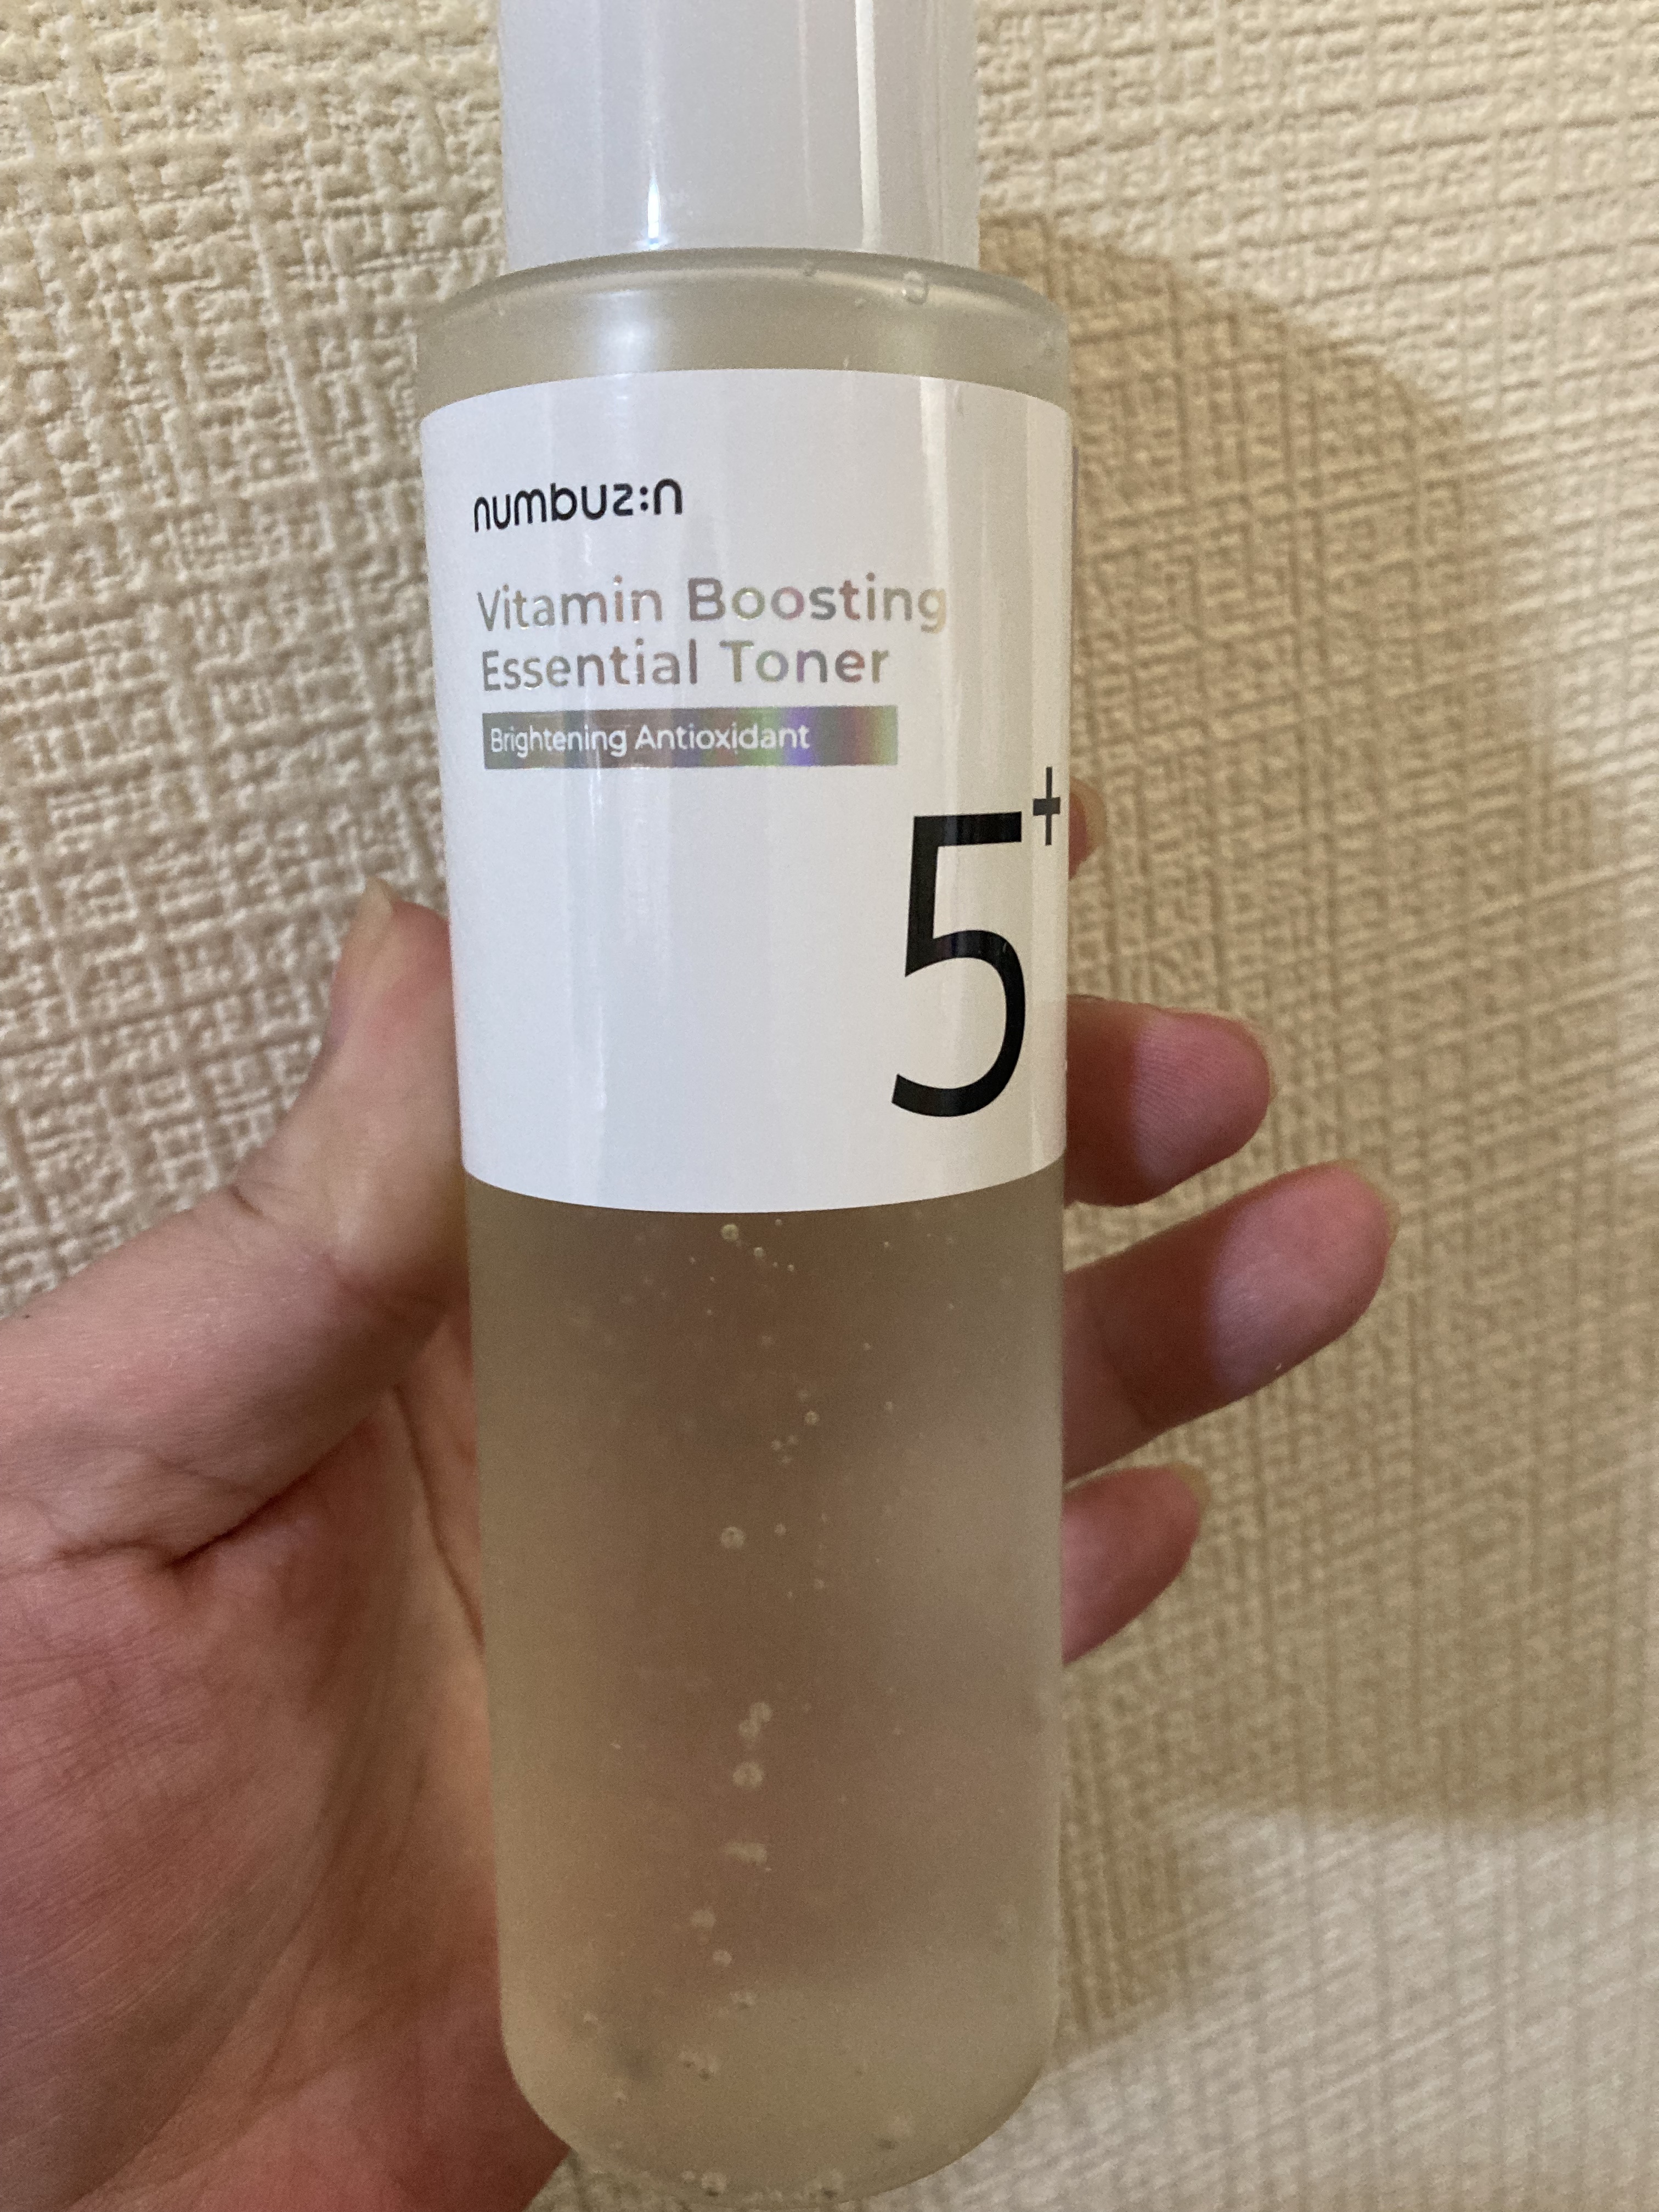 numbuz:n
Vitamin Boosting
Essential Toner
Brightening Antioxidant
5+